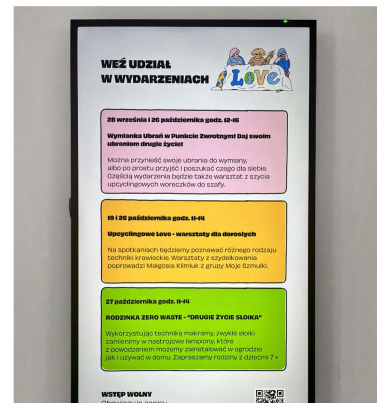 WEŹ UDZIAŁ
W WYDARZENIACH
LOVE
28 września i 26 października godz. 12-16
Wymianka Ubrań w Punkcie Zwrotnym! Daj swoim
ubraniom drugie życie!
Można przynieść swoje ubrania do wymiany,
albo po prostu przyjść i poszukać czego dla siebie.
Częścią wydarzenia będzie także warsztat z szycia
upcyclingowych woreczków do szafy.
19 i 26 października godz. 11-14
Upcyclingowe Love - warsztaty dla dorosłych
Na spotkaniach będziemy poznawać różnego rodzaju
techniki krawieckie. Warsztaty z szydełkowania
poprowadzi Małgosia Klimiuk z grupy Moje Szmulki.
27 października godz. 11-14
RODZINKA ZERO WASTE - "DRUGIE ŻYCIE SŁOIKA"
Wykorzystując technikę makramy, zwykłe słoiki
zamienimy w nastrojowe lampiony, które
z powodzeniem możemy zainstalować w ogrodzie
jak i używać w domu. Zapraszamy rodziny z dziećmi 7+
WSTĘP WOLNY
Obowiązują zapisy